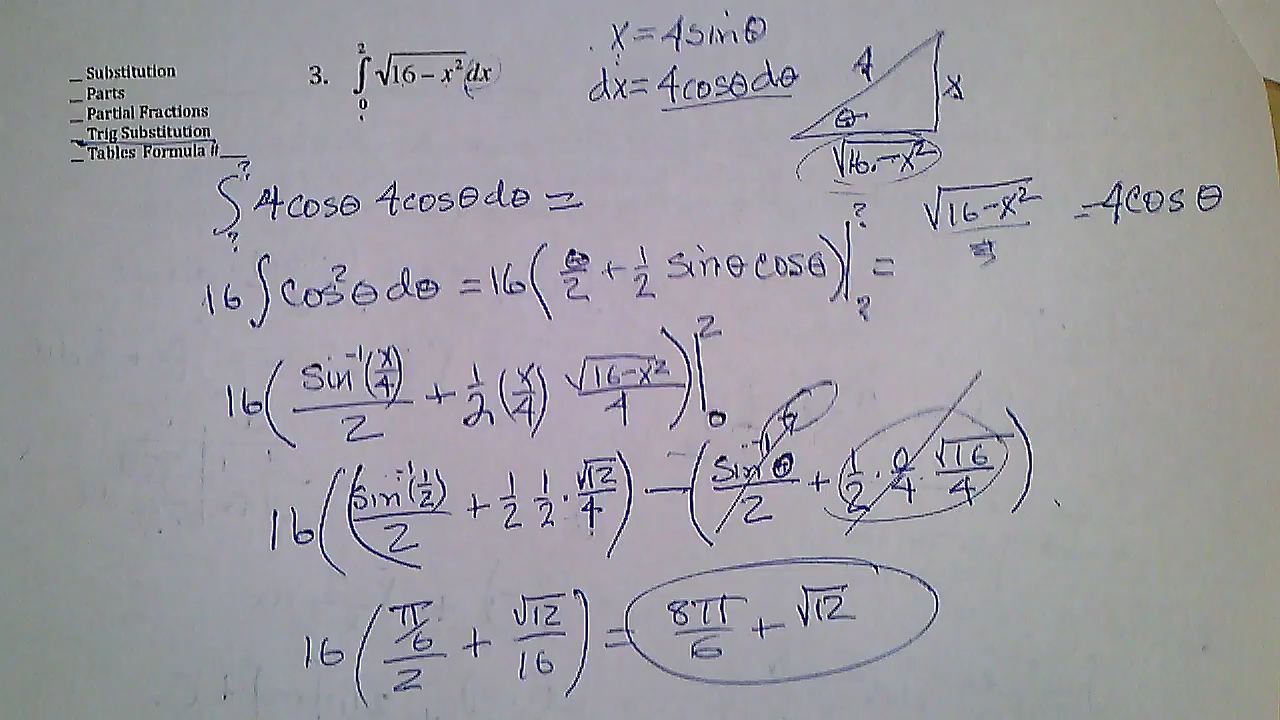 _ Substitution
_ Parts
_ Partial Fractions
_ Trig Substitution
_ Tables Formula #___
3. ∫₀² √(16 − x²) dx
x = 4sinθ
dx = 4cosθdθ
4
x
θ
√(16 − x²)
√(16 − x²) = 4cosθ
∫?^? 4cosθ 4cosθdθ =
16 ∫ cos²θ dθ = 16(θ/2 + 1/2 sinθcosθ)|?^? =
16(sin⁻¹(x/4)/2 + 1/2 (x/4) √(16−x²)/4)|₀²
16((sin⁻¹(1/2)/2 + 1/2 1/2 · √12/4) − (sin⁻¹0/2 + 1/2 · 0/4 √16/4)
16((π/6)/2 + √12/16) = 8π/6 + √12